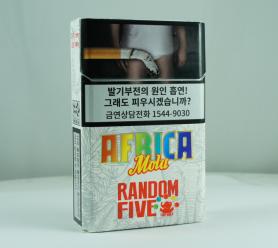 발기부전의 원인 흡연!
그래도 피우시겠습니까?
금연상담전화 1544-9030
AFRICA
Mola
RANDOM
FIVE